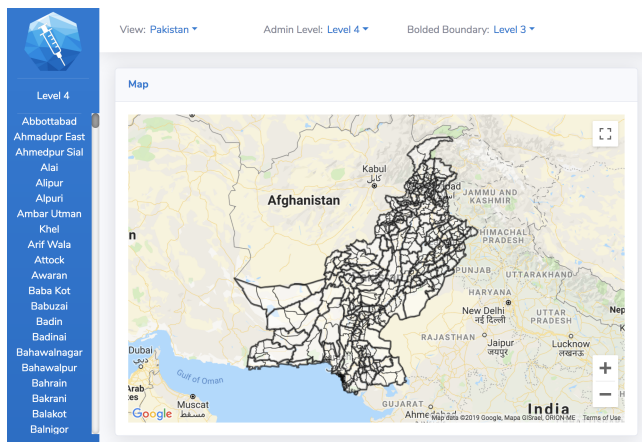 View: Pakistan
Admin Level: Level 4
Bolded Boundary: Level 3
Level 4
Abbottabad
Ahmadupr East
Ahmedpur Sial
Alai
Alipur
Alpuri
Ambar Utman
Khel
Arif Wala
Attock
Awaran
Baba Kot
Babuzai
Badin
Badinai
Bahawalnagar
Bahawalpur
Bahrain
Bakrani
Balakot
Balnigor
Map
Kabul
کابل
Afghanistan
JAMMU AND
KASHMIR
HIMACHAL
PRADESH
PUNJAB
UTTARAKHAND
HARYANA
New Delhi
नई दिल्ली
UTTAR
PRADESH
Nep
RAJASTHAN
Jaipur
जयपुर
Lucknow
लखनऊ
Dubai
دبي
Gulf of Oman
Arab
tes
Muscat
مسقط
GUJARAT
India
Google
Map data ©2019 Google, Mapa GISrael, ORION-ME
Terms of Use